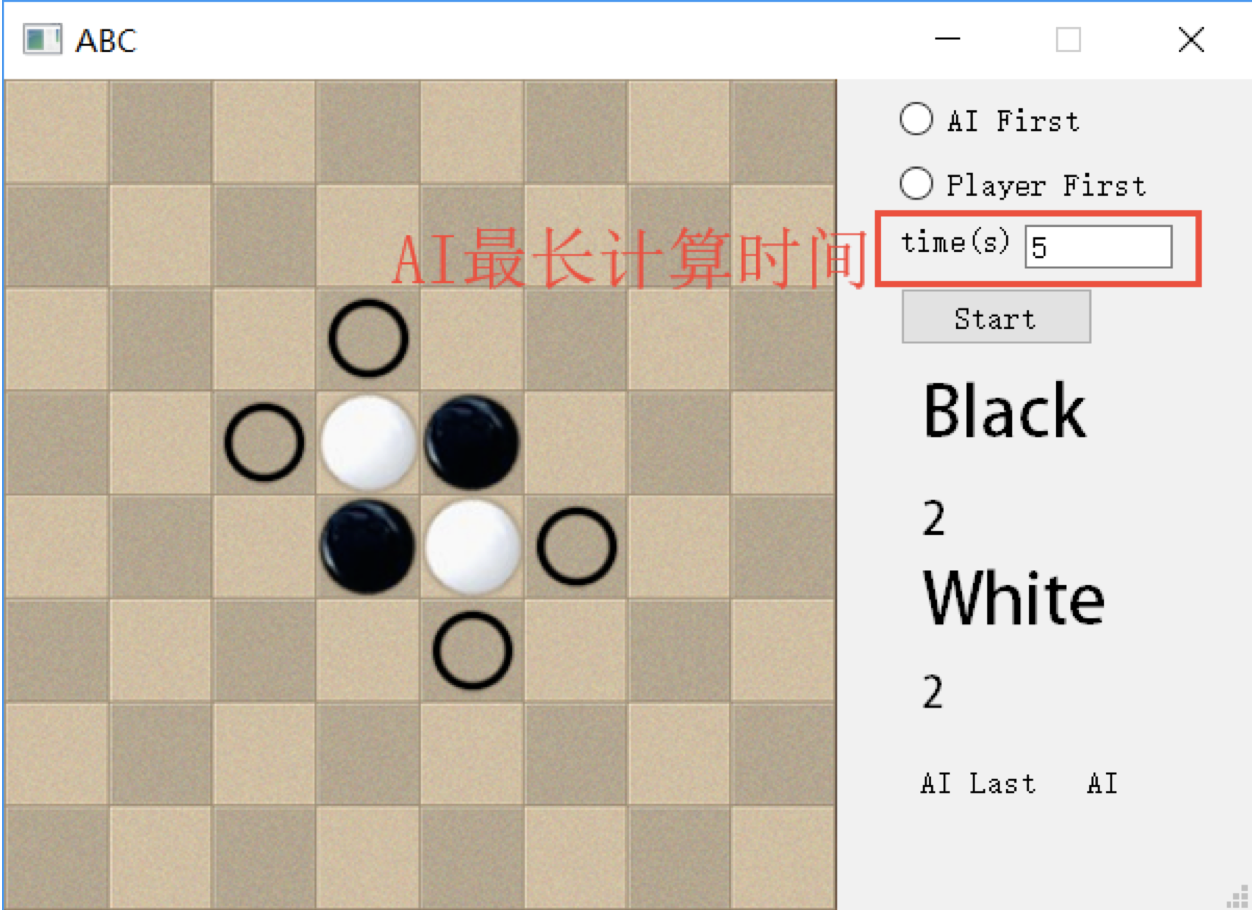 ABC
AI First
Player First
AI最长计算时间
time(s) 5
Start
Black
2
White
2
AI Last AI